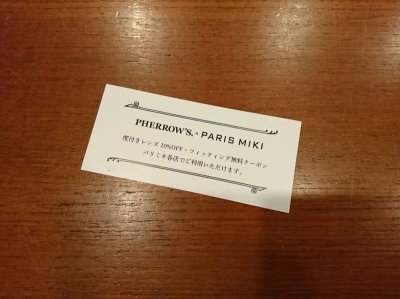 PHERROW'S® × PARIS MIKI
度付きレンズ10%OFF・フィッティング無料クーポン
パリミキ各店でご利用いただけます。